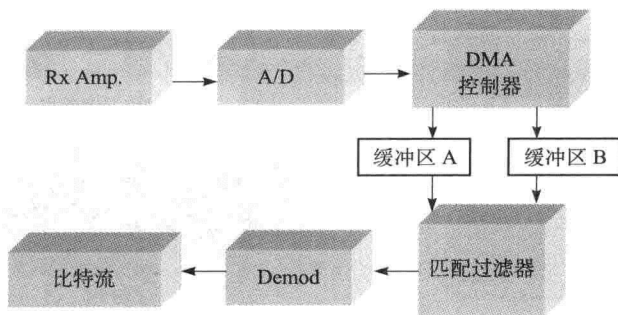 Rx Amp.
A/D
DMA
控制器
缓冲区 A
缓冲区 B
比特流
Demod
匹配过滤器